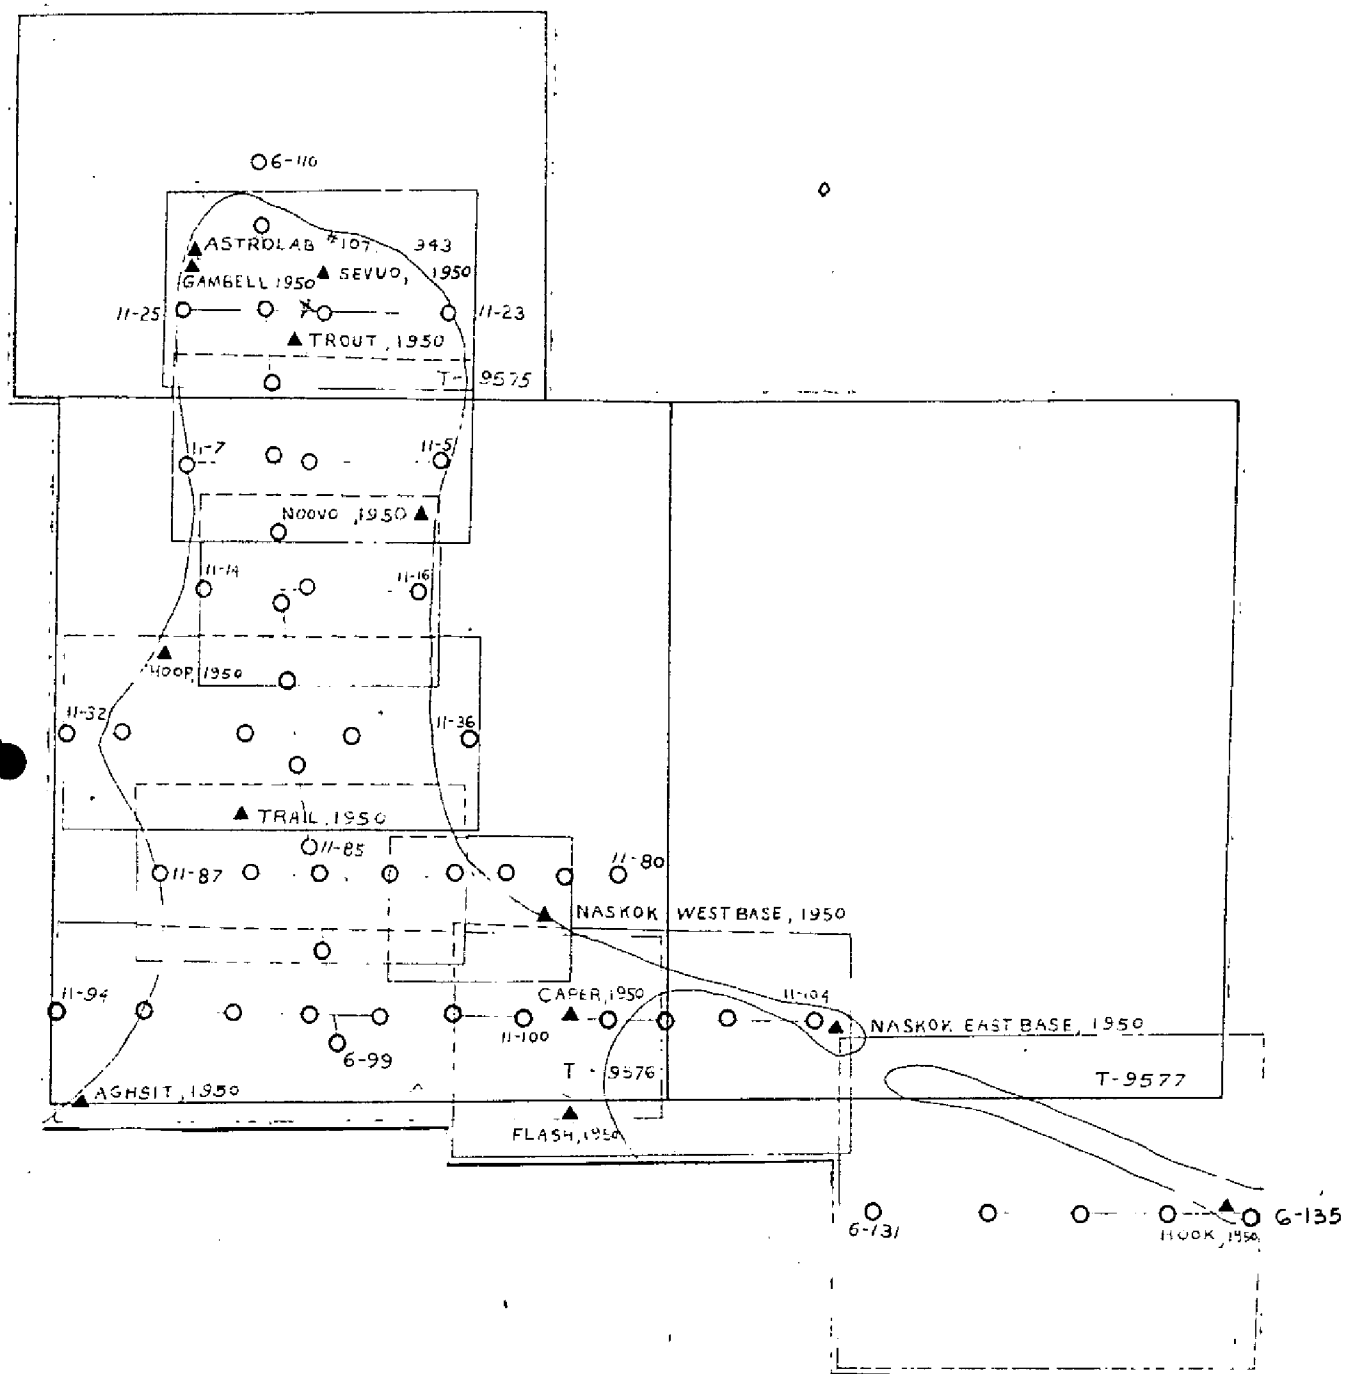 6-110
ASTROLAB #107, 943
GAMBELL 1950
SEVUO, 1950
11-25
11-23
TROUT, 1950
T-9575
11-7
11-5
NOOVO, 1950
11-14
11-16
HOOP, 1950
11-32
11-36
TRAIL, 1950
11-85
11-87
11-80
NASKOK WEST BASE, 1950
11-94
CAPER, 1950
11-104
11-100
NASKOK EAST BASE, 1950
6-99
T-9576
T-9577
AGHSIT, 1950
FLASH, 1950
6-131
HOOK, 1950
6-135